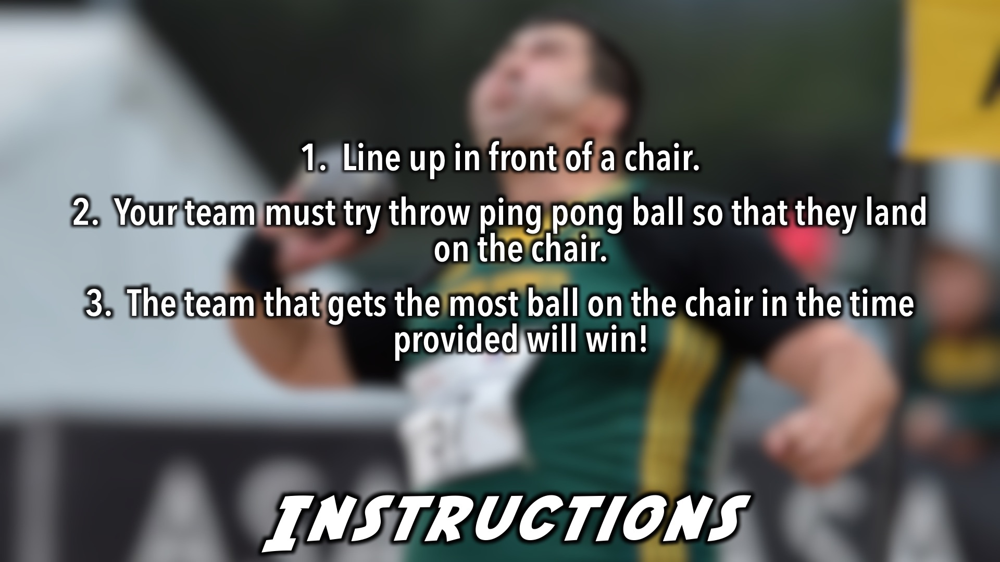 1. Line up in front of a chair.
2. Your team must try throw ping pong ball so that they land
on the chair.
3. The team that gets the most ball on the chair in the time
provided will win!
INSTRUCTIONS